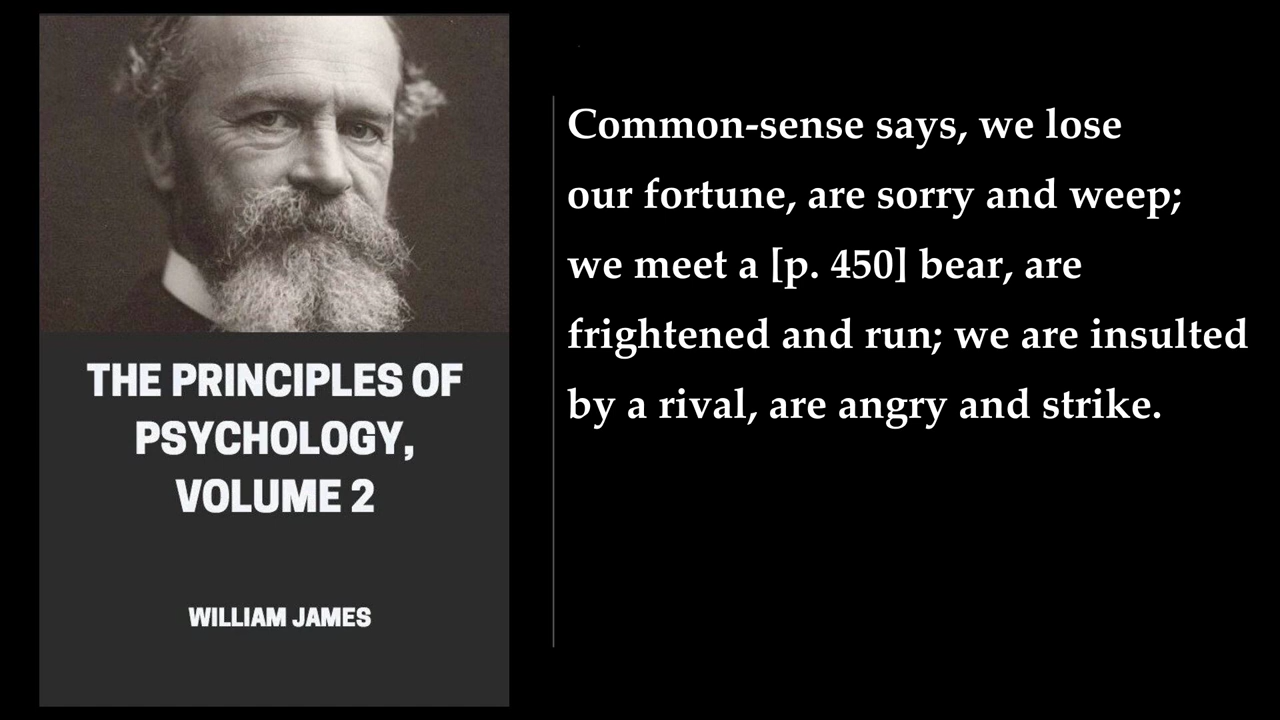 THE PRINCIPLES OF
PSYCHOLOGY,
VOLUME 2
WILLIAM JAMES
Common-sense says, we lose
our fortune, are sorry and weep;
we meet a [p. 450] bear, are
frightened and run; we are insulted
by a rival, are angry and strike.